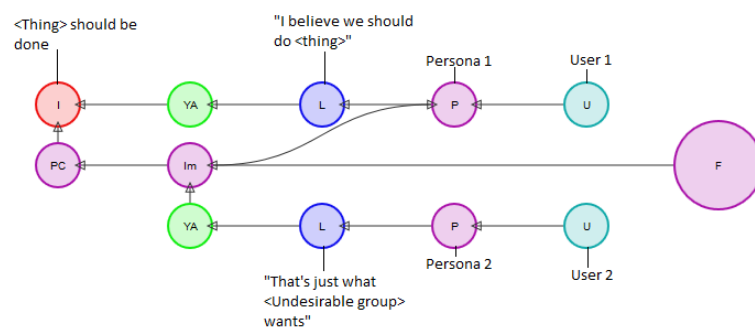 <Thing> should be
done
"I believe we should
do <thing>"
Persona 1
User 1
I
YA
L
P
U
PC
Im
F
YA
L
P
U
Persona 2
User 2
"That's just what
<Undesirable group>
wants"